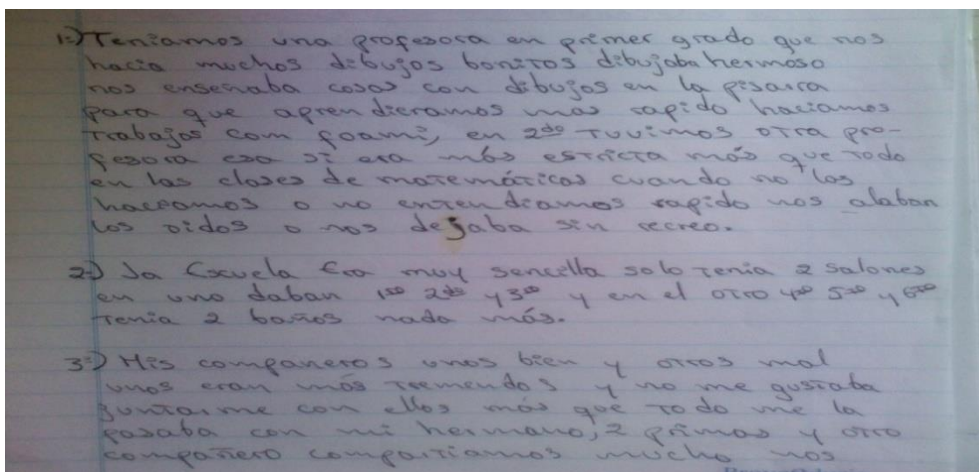 1:) Teniamos una profesora en primer grado que nos
hacia muchos dibujos bonitos dibujaba hermoso
nos enseñaba cosas con dibujos en la pisarra
para que aprendieramos mas rapido haciamos
trabajos com foami, en 2do tuvimos otra pro-
fesora esa si era más estricta más que todo
en las clases de matemáticas cuando no las
haciamos o no entendiamos rapido nos alaban
los oidos o nos dejaba sin recreo.
2:) La Escuela Era muy sencilla solo tenia 2 salones
en uno daban 1ro 2do y 3ro y en el otro 4to 5to y 6to
tenia 2 baños nada más.
3:) Mis compañeros unos bien y otros mal
unos eran más tremendos y no me gustaba
juntarme con ellos más que todo me la
pasaba con mi hermano, 2 primas y otro
compañero compartiamos mucho nos